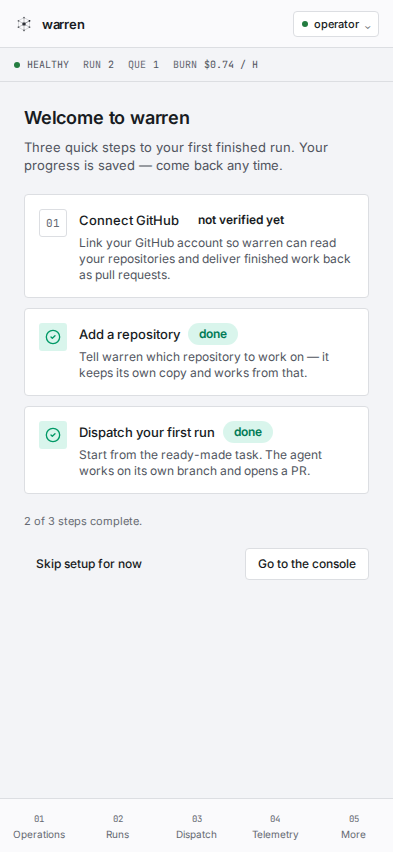 warren
operator
HEALTHY RUN 2 QUE 1 BURN $0.74 / H
Welcome to warren
Three quick steps to your first finished run. Your
progress is saved — come back any time.
01 Connect GitHub not verified yet
Link your GitHub account so warren can read
your repositories and deliver finished work back
as pull requests.
Add a repository done
Tell warren which repository to work on — it
keeps its own copy and works from that.
Dispatch your first run done
Start from the ready-made task. The agent
works on its own branch and opens a PR.
2 of 3 steps complete.
Skip setup for now Go to the console
01 02 03 04 05
Operations Runs Dispatch Telemetry More